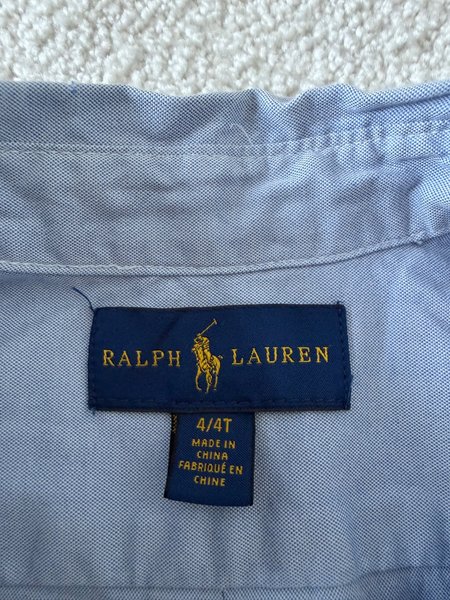 RALPH LAUREN
4/4T
MADE IN
CHINA
FABRIQUÉ EN
CHINE